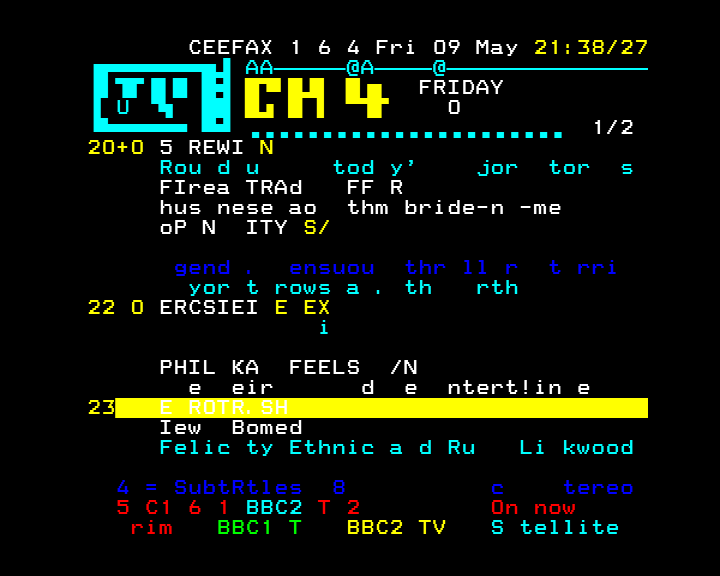 CEEFAX 1 6 4 Fri 09 May 21:38/27
AA @A @
TV CH 4 FRIDAY
U 0
1/2
20+0 5 REWI N
Rou d u tod y' jor tor s
FIrea TRAd FF R
hus nese ao thm bride-n -me
oP N ITY S/
gend . ensuou thr ll r t rri
yor t rows a . th rth
22 0 ERCSIEI E EX
i
PHIL KA FEELS /N
e eir d e ntert!in e
23 E ROTR.SH
Iew Bomed
Felic ty Ethnic a d Ru Li kwood
4 = SubtRtles 8 c tereo
5 C1 6 1 BBC2 T 2 On now
rim BBC1 T BBC2 TV S tellite